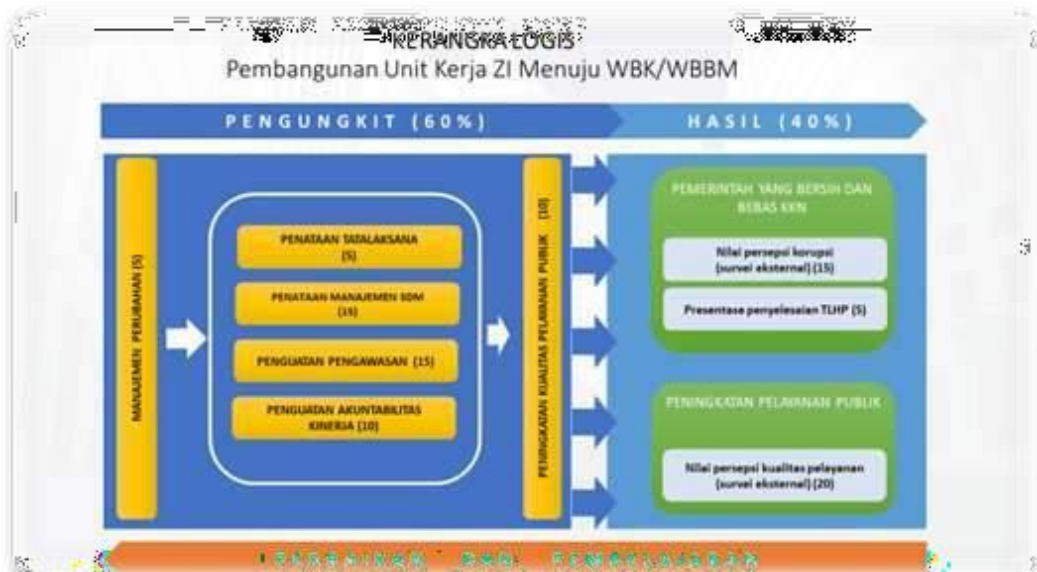 KERANGKA LOGIS
Pembangunan Unit Kerja ZI Menuju WBK/WBBM
PENGUNGKIT (60%)
HASIL (40%)
MANAJEMEN PERUBAHAN (5)
PENATAAN TATALAKSANA
(5)
PENATAAN MANAJEMEN SDM
(15)
PENGUATAN PENGAWASAN (15)
PENGUATAN AKUNTABILITAS
KINERJA (10)
PENINGKATAN KUALITAS PELAYANAN PUBLIK (10)
PEMERINTAH YANG BERSIH DAN
BEBAS KKN
Nilai persepsi korupsi
(survei eksternal) (15)
Presentase penyelesaian TLHP (5)
PENINGKATAN PELAYANAN PUBLIK
Nilai persepsi kualitas pelayanan
(survei eksternal) (20)